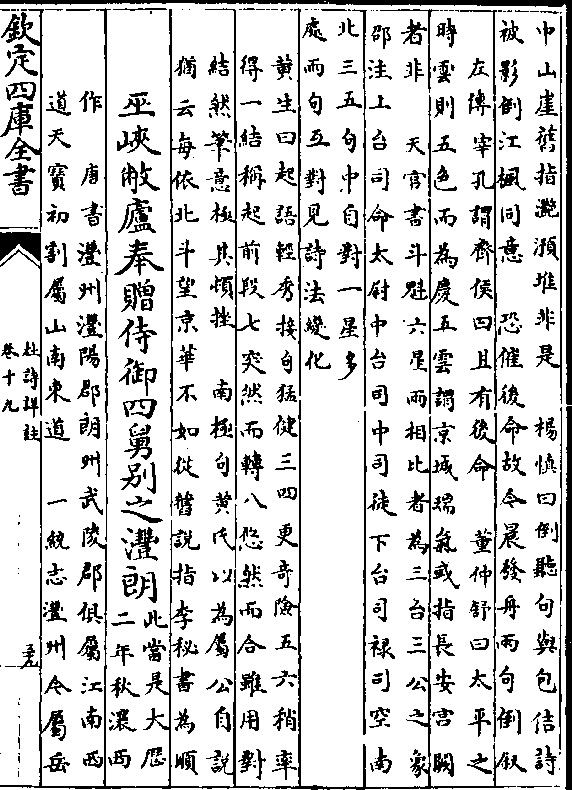 中山崖舊指灔澦堆非是　楊慎曰倒聽句與包佶詩
被影倒江楓同意　恐催後命故令晨發舟兩句倒叙
左傳宰孔謂齊侯曰且有後命　董仲舒曰太平之
時雲則五色而為慶五雲謂京城瑞氣或指長安宮闕
者非　天官書斗魁六星兩相比者為三台三公之象
邵注上台司命太尉中台司中司徒下台司禄司空南
北三五句中自對一星多
處而句互對見詩法變化
黄生曰起語輕秀接句猛健三四更奇險五六稍率
得一結稱起前段七突然而轉八悠然而合雖用對
結然筆意極其頓挫　南極句黄氏以為屬公自説
猶云每依北斗望京華不如從舊説指李秘書為順
巫峽敝廬奉贈侍御四舅別之灃朗
此當是大厯
二年秋瀼西
作　唐書灃州灃陽郡朗州武陵郡俱屬江南西
道天寳初割屬山南東道　一統志灃州今屬岳
欽定四庫全書
杜詩詳註
卷十九